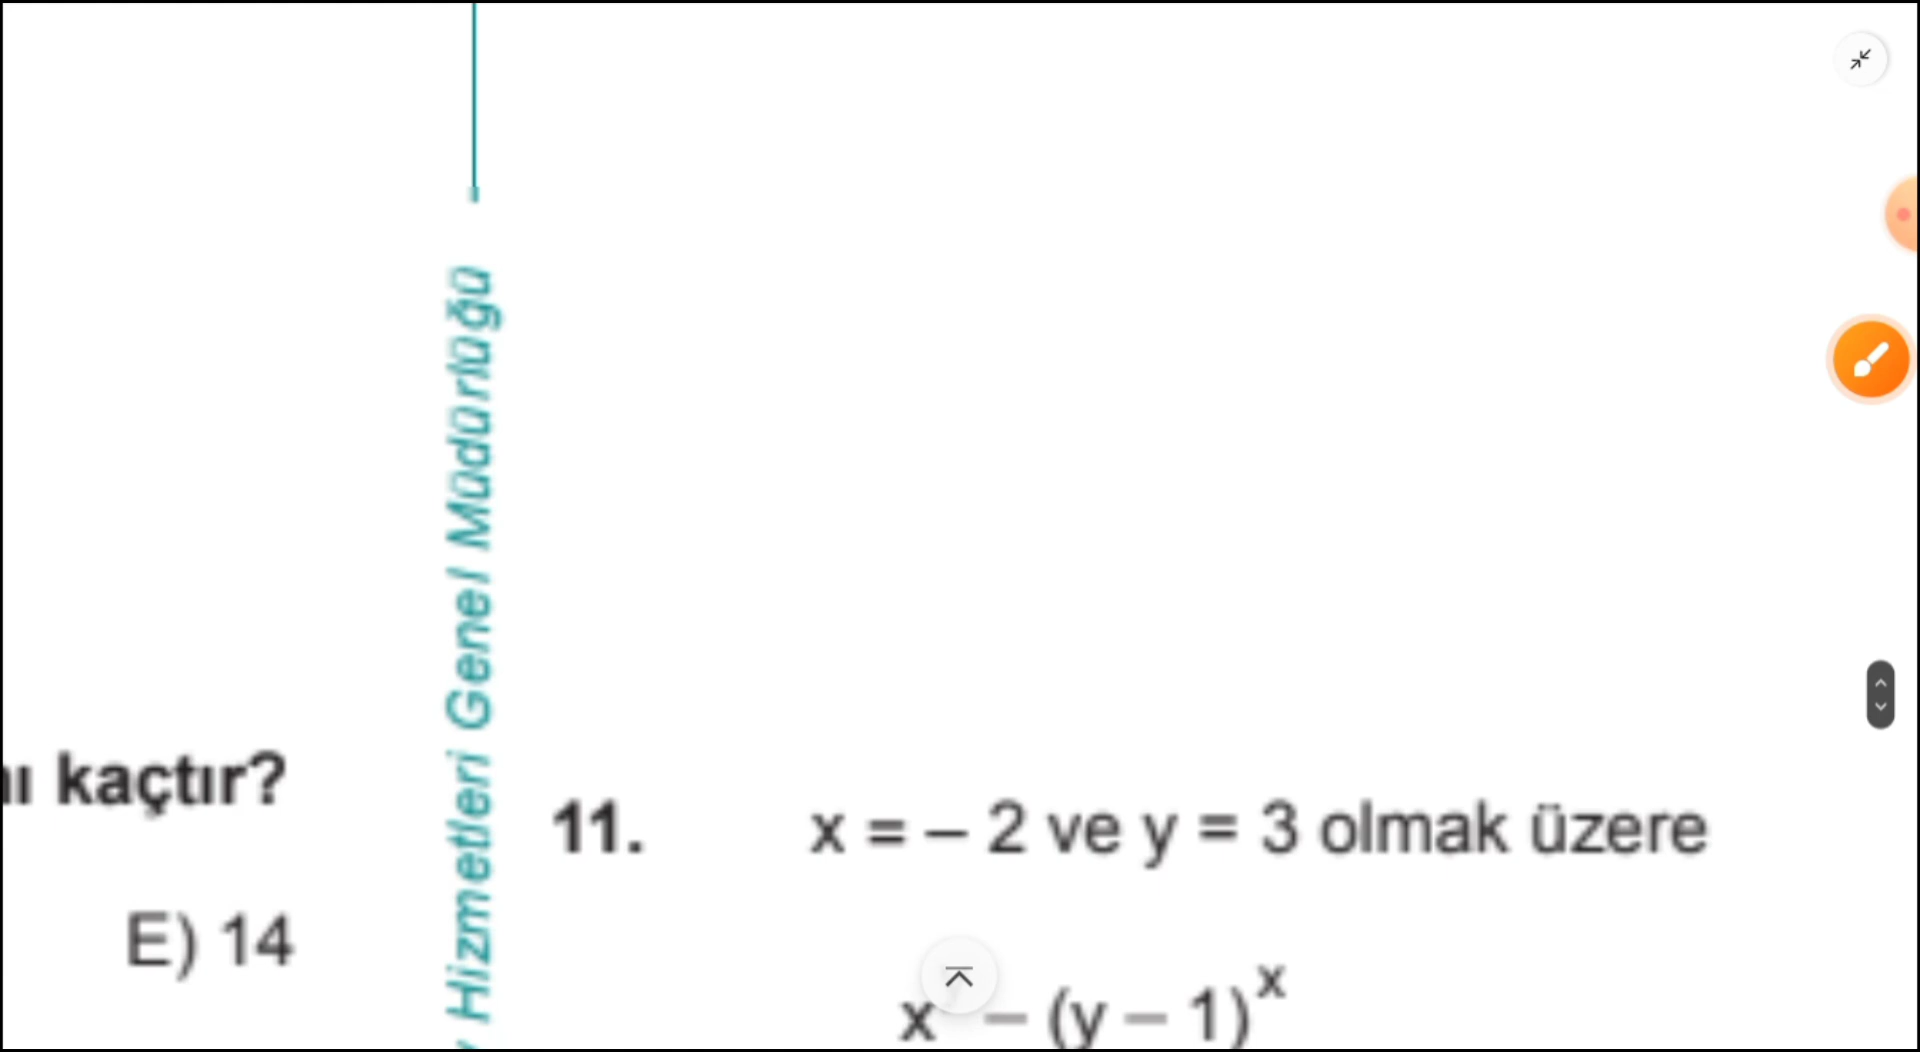 Hizmetleri Genel Müdürlüğü
ı kaçtır?
E) 14
11. x = – 2 ve y = 3 olmak üzere
x – (y – 1)^x